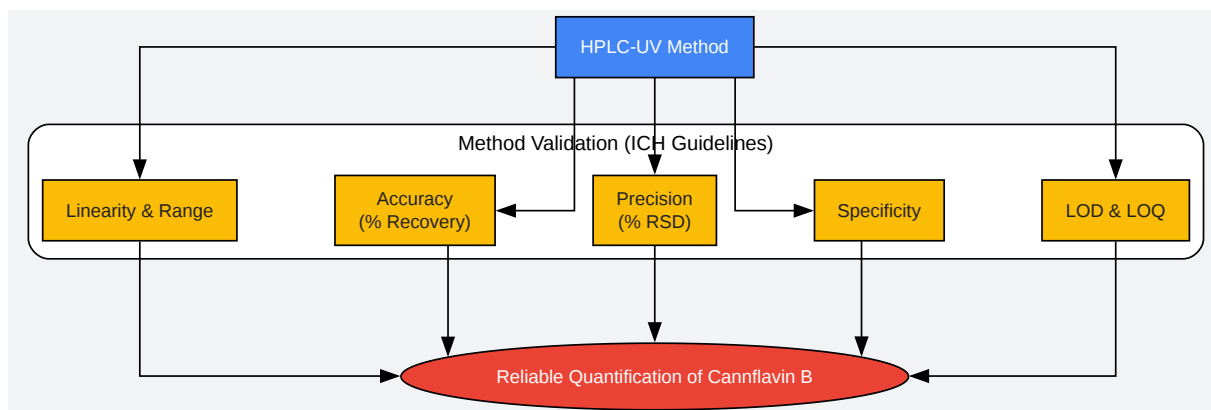 HPLC-UV Method
Method Validation (ICH Guidelines)
Linearity & Range
Accuracy
(% Recovery)
Precision
(% RSD)
Specificity
LOD & LOQ
Reliable Quantification of Cannflavin B